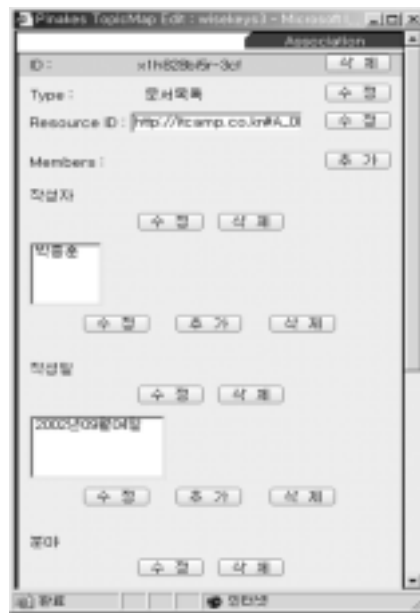 Pinakes TopicMap Edit : wisekeys3 - Microsoft
Association
ID : 삭 제
Type : 문서목록 수 정
Resource ID : 수 정
Members : 추 가
작성자
수 정 삭 제
박종훈
수 정 추 가 삭 제
작성일
수 정 삭 제
2002년09월04일
수 정 추 가 삭 제
분야
수 정 삭 제
완료 인터넷